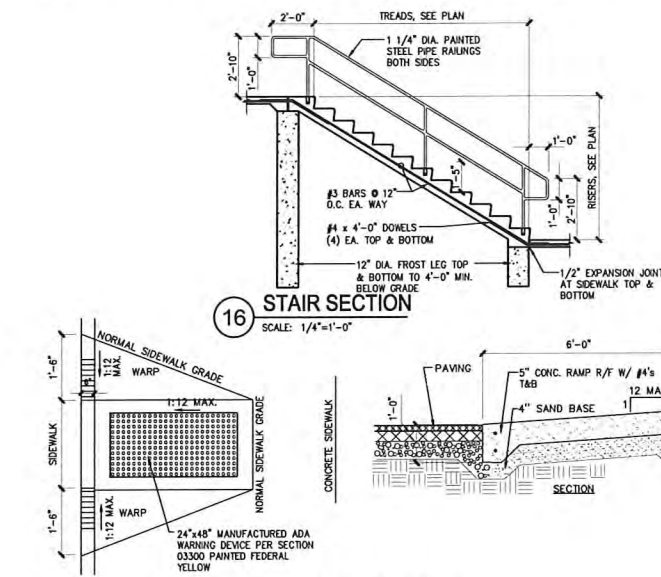 2'-0"
TREADS, SEE PLAN
1 1/4" DIA. PAINTED
STEEL PIPE RAILINGS
BOTH SIDES
2'-10"
1'-0"
1'-0"
RISERS, SEE PLAN
5"
#3 BARS @ 12"
O.C. EA. WAY
#4 x 4'-0" DOWELS
(4) EA. TOP & BOTTOM
1'-0"
2'-10"
12" DIA. FROST LEG TOP
& BOTTOM TO 4'-0" MIN.
BELOW GRADE
1/2" EXPANSION JOINT
AT SIDEWALK TOP &
BOTTOM
16 STAIR SECTION
SCALE: 1/4"=1'-0"
NORMAL SIDEWALK GRADE
1'-6"
6"
1:12
MAX.
WARP
1:12 MAX.
SIDEWALK
NORMAL SIDEWALK GRADE
1'-6"
1:12
MAX.
WARP
24"x48" MANUFACTURED ADA
WARNING DEVICE PER SECTION
03300 PAINTED FEDERAL
YELLOW
CONCRETE SIDEWALK
6'-0"
PAVING
5" CONC. RAMP R/F W/ #4's
T&B
12 MA
1
1'-0"
4" SAND BASE
SECTION